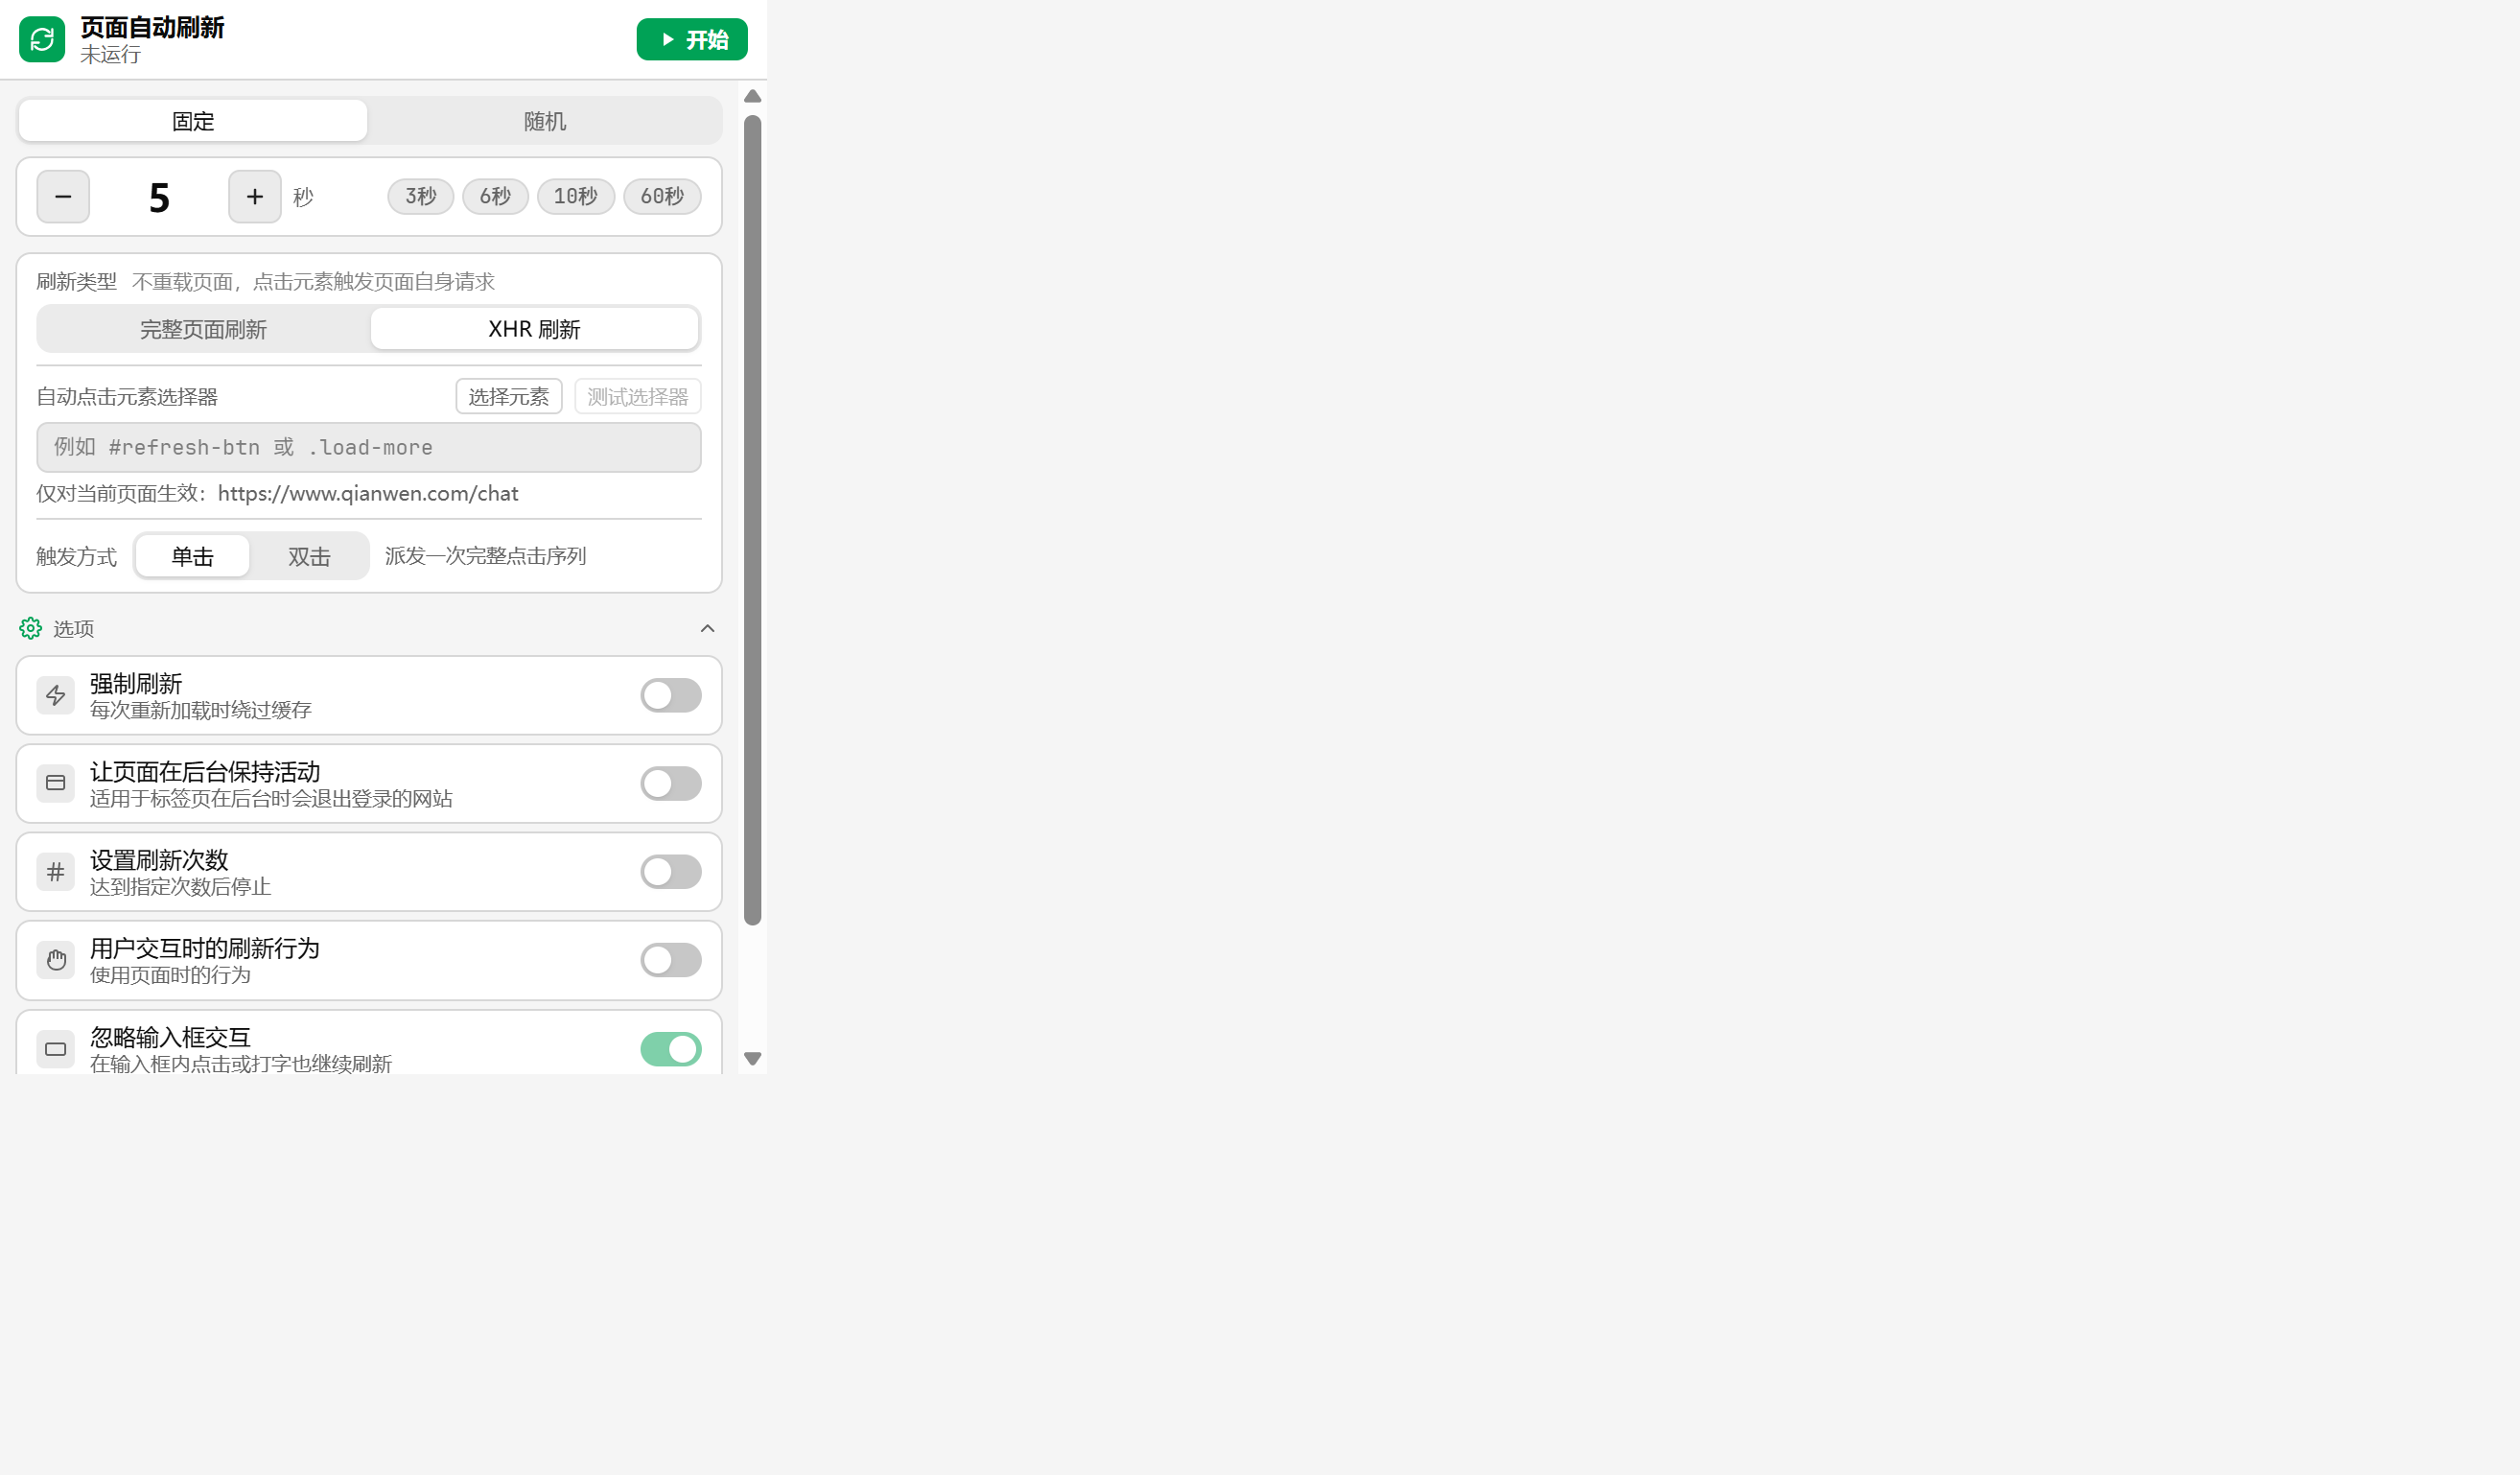 页面自动刷新
未运行
开始
固定 随机
5 秒 3秒 6秒 10秒 60秒
刷新类型 不重载页面，点击元素触发页面自身请求
完整页面刷新 XHR 刷新
自动点击元素选择器 选择元素 测试选择器
例如 #refresh-btn 或 .load-more
仅对当前页面生效：https://www.qianwen.com/chat
触发方式 单击 双击 派发一次完整点击序列
选项
强制刷新
每次重新加载时绕过缓存
让页面在后台保持活动
适用于标签页在后台时会退出登录的网站
设置刷新次数
达到指定次数后停止
用户交互时的刷新行为
使用页面时的行为
忽略输入框交互
在输入框内点击或打字也继续刷新